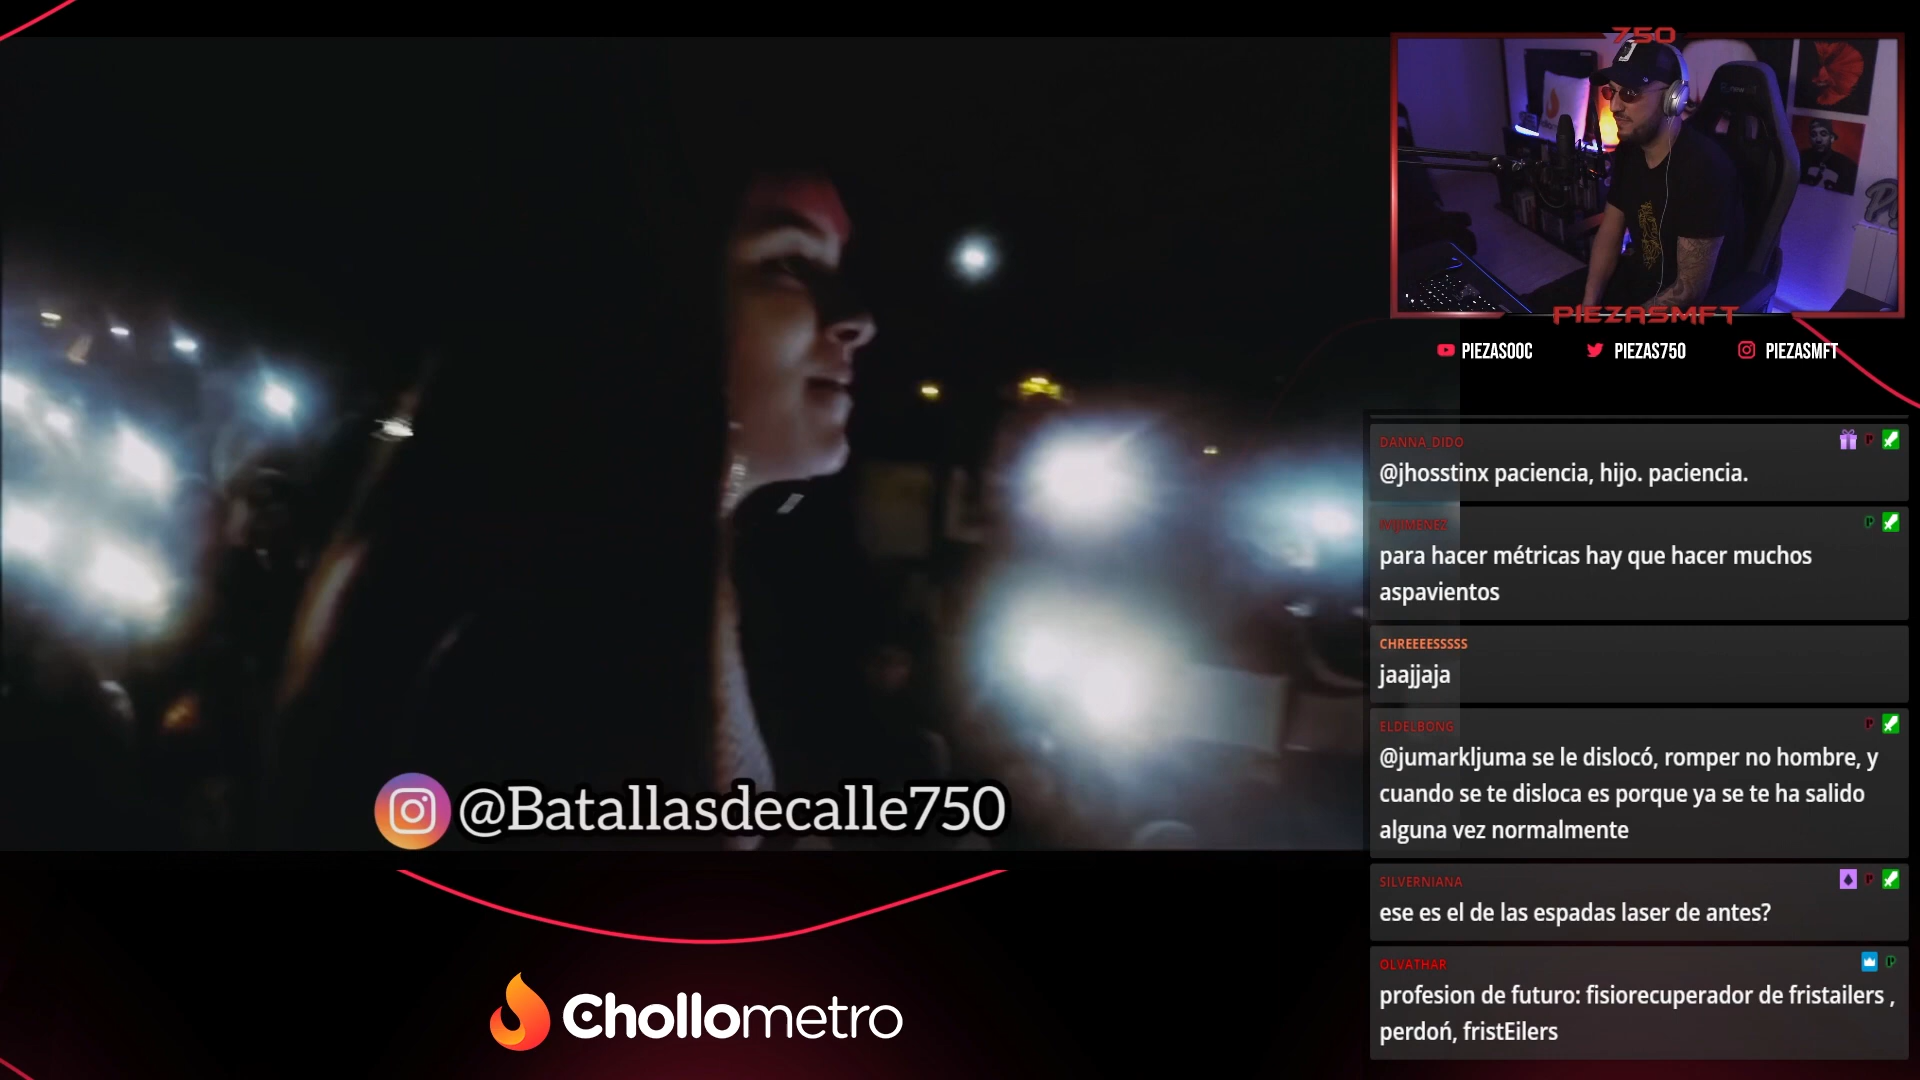 750
PIEZASMFT
PIEZASOOC
PIEZAS750
PIEZASMFT
DANNA_DIDO
@jhosstinx paciencia, hijo. paciencia.
para hacer métricas hay que hacer muchos
aspavientos
CHREEEESSSSS
jaajjaja
ELDELBONG
@jumarkljuma se le dislocó, romper no hombre, y
cuando se te disloca es porque ya se te ha salido
alguna vez normalmente
SILVERNIANA
ese es el de las espadas laser de antes?
OLVATHAR
profesion de futuro: fisiorecuperador de fristailers ,
perdoń, fristEilers
@Batallasdecalle750
Chollometro